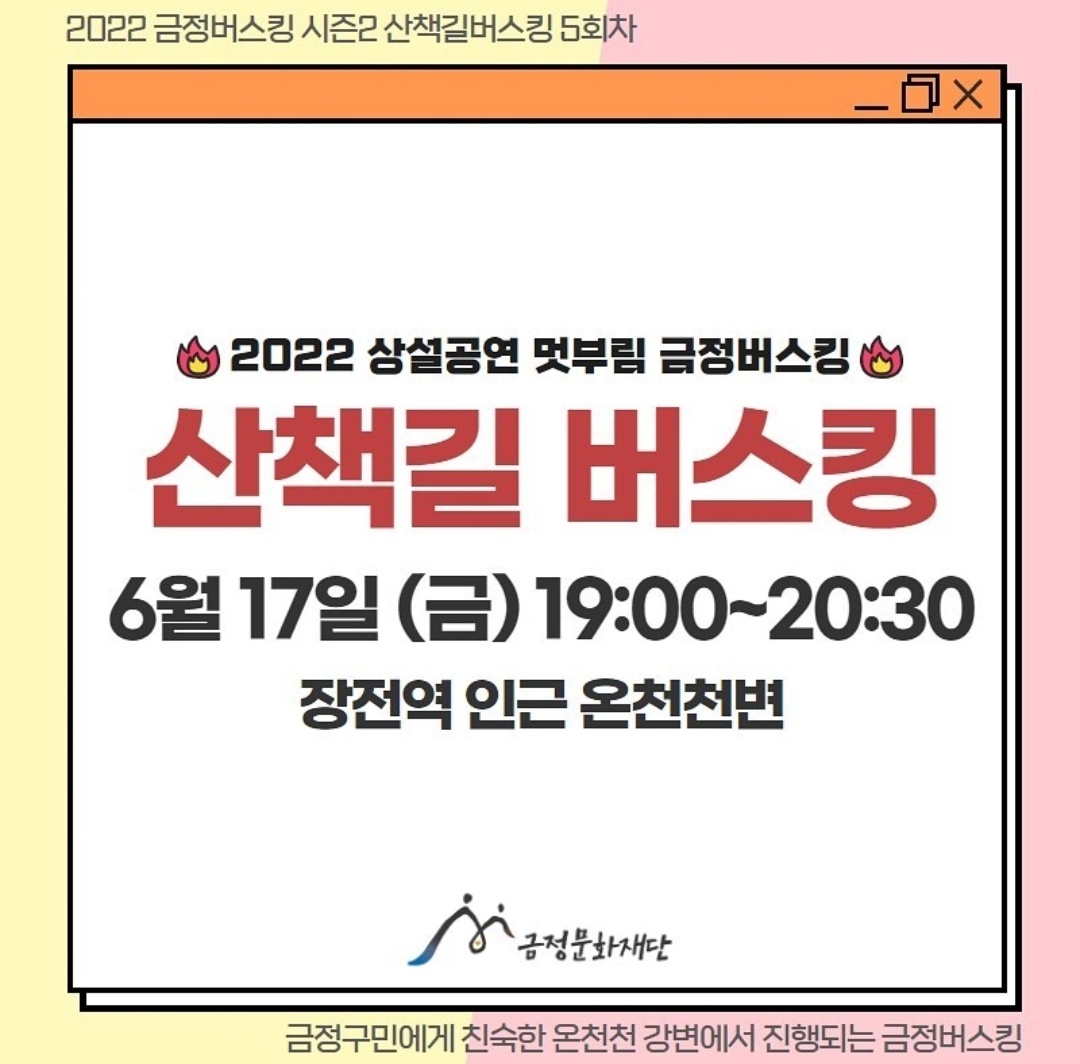 2022 금정버스킹 시즌2 산책길버스킹 5회차
2022 상설공연 멋부림 금정버스킹
산책길 버스킹
6월 17일 (금) 19:00~20:30
장전역 인근 온천천변
금정문화재단
금정구민에게 친숙한 온천천 강변에서 진행되는 금정버스킹